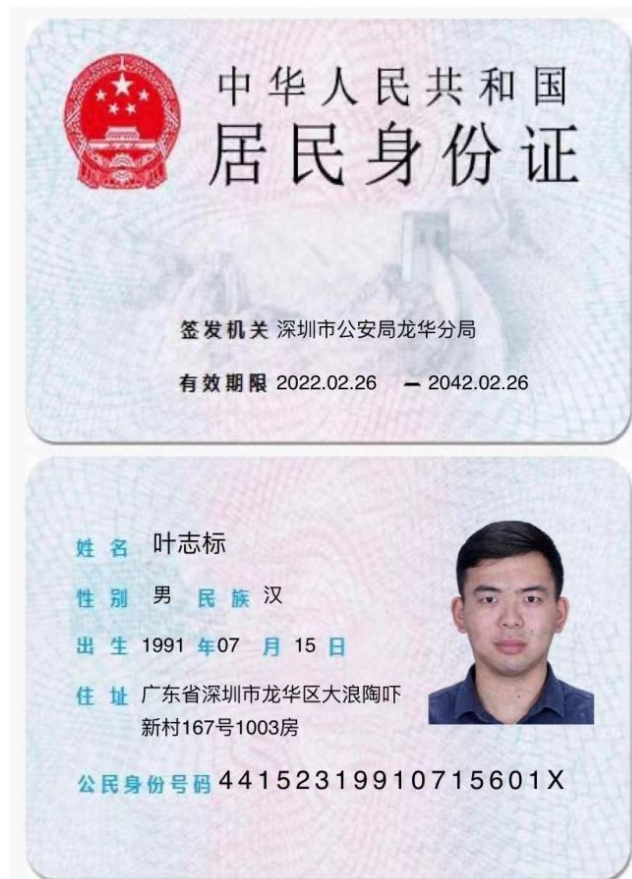 中华人民共和国
居民身份证
签发机关 深圳市公安局龙华分局
有效期限 2022.02.26 — 2042.02.26
姓名 叶志标
性别 男 民族 汉
出生 1991 年07 月 15 日
住址 广东省深圳市龙华区大浪陶吓
新村167号1003房
公民身份号码 44152319910715601X